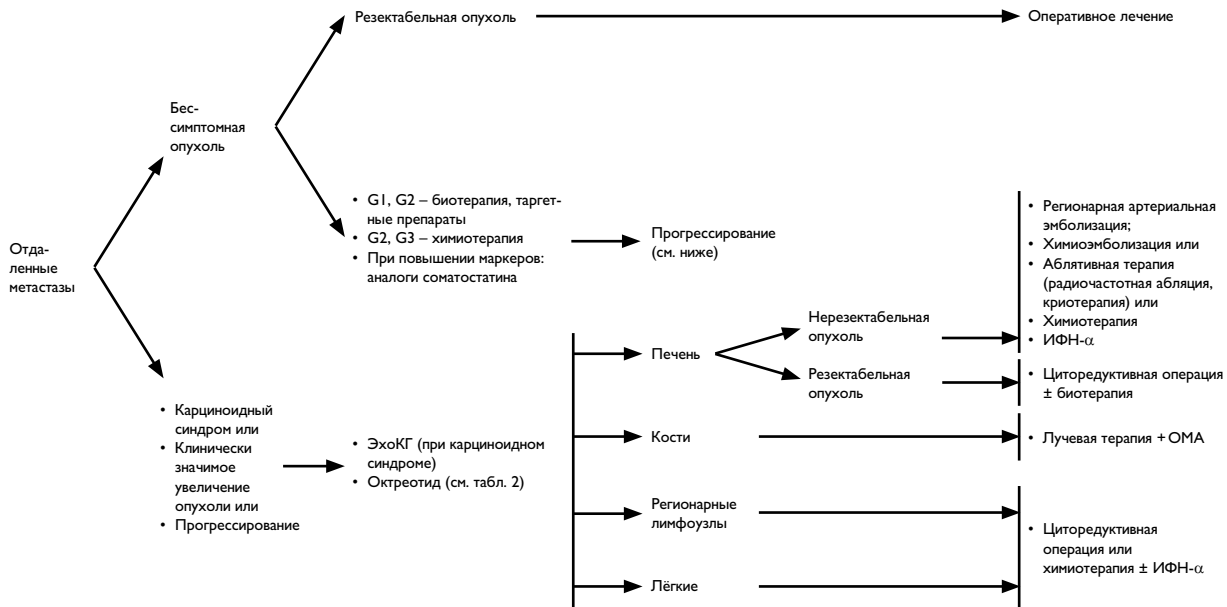 Резектабельная опухоль
Оперативное лечение
Бес-
симптомная
опухоль
• G1, G2 – биотерапия, таргет-
ные препараты
• G2, G3 – химиотерапия
• При повышении маркеров:
аналоги соматостатина
Прогрессирование
(см. ниже)
• Регионарная артериальная
эмболизация;
• Химиоэмболизация или
• Аблятивная терапия
(радиочастотная абляция,
криотерапия) или
• Химиотерапия
• ИФН-α
Отда-
ленные
метастазы
Нерезектабельная
опухоль
Печень
Резектабельная
опухоль
• Циторедуктивная операция
± биотерапия
• Карциноидный
синдром или
• Клинически
значимое
увеличение
опухоли или
• Прогрессирование
• ЭхоКГ (при карциноидном
синдроме)
• Октреотид (см. табл. 2)
Кости
• Лучевая терапия + ОМА
Регионарные
лимфоузлы
• Циторедуктивная
операция или
химиотерапия ± ИФН-α
Лёгкие